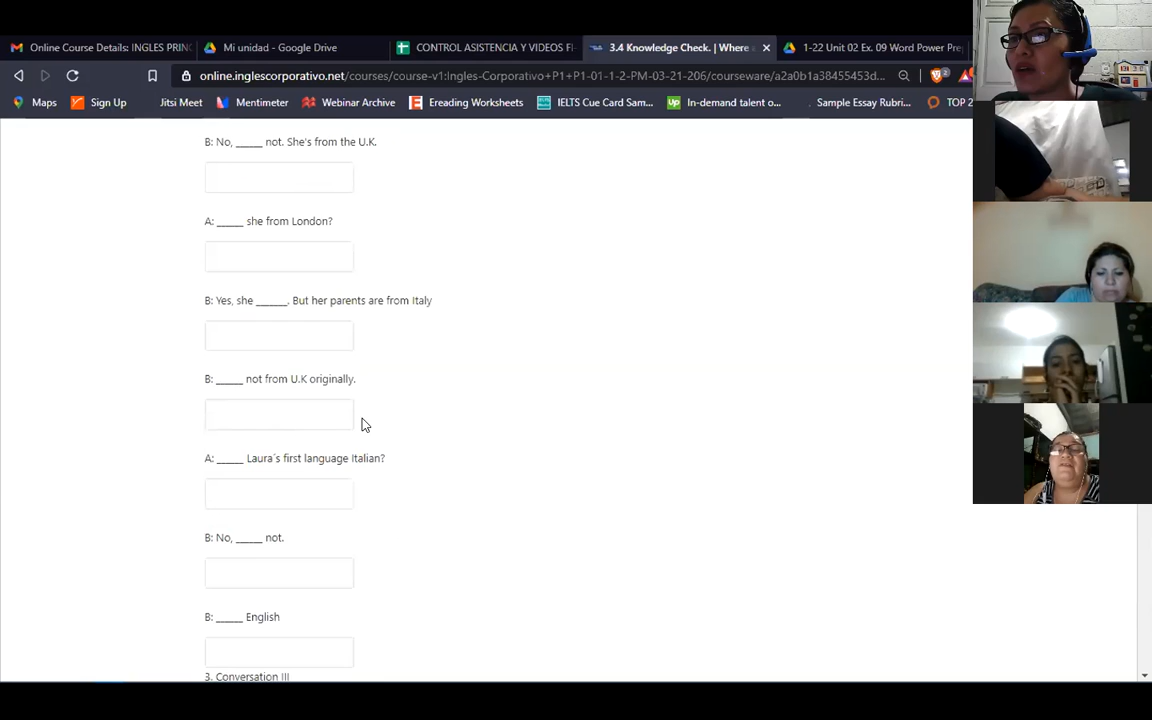 Online Course Details: INGLES PRIN
Mi unidad - Google Drive
CONTROL ASISTENCIA Y VIDEOS FI
3.4 Knowledge Check. | Where
1-22 Unit 02 Ex. 09 Word Power Pre
online.inglescorporativo.net/courses/course-v1:Ingles-Corporativo+P1+P1-01-1-2-PM-03-21-206/courseware/a2a0b1a38455453d...
2
Maps
Sign Up
Jitsi Meet
Mentimeter
Webinar Archive
Ereading Worksheets
IELTS Cue Card Sam...
In-demand talent o...
Sample Essay Rubri...
TOP 2
B: No, _____ not. She's from the U.K.
A: _____ she from London?
B: Yes, she ______. But her parents are from Italy
B: _____ not from U.K originally.
A: _____ Laura´s first language Italian?
B: No, _____ not.
B: _____ English
3. Conversation III